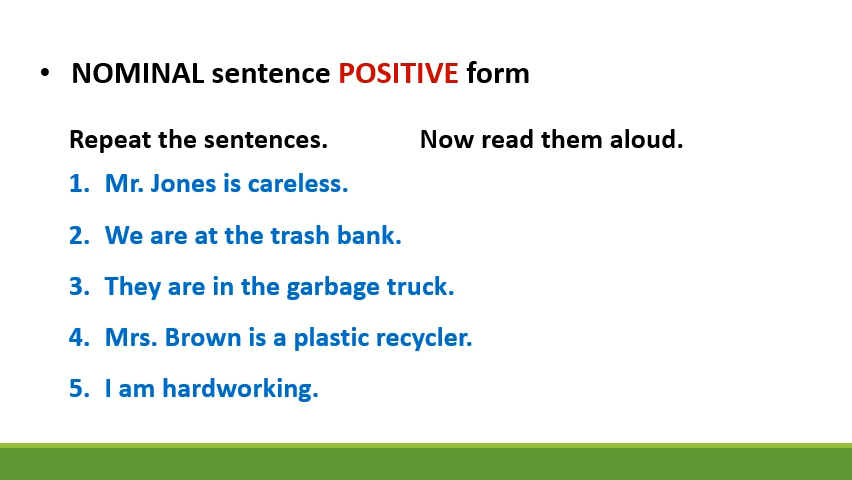 • NOMINAL sentence POSITIVE form
Repeat the sentences. Now read them aloud.
1. Mr. Jones is careless.
2. We are at the trash bank.
3. They are in the garbage truck.
4. Mrs. Brown is a plastic recycler.
5. I am hardworking.